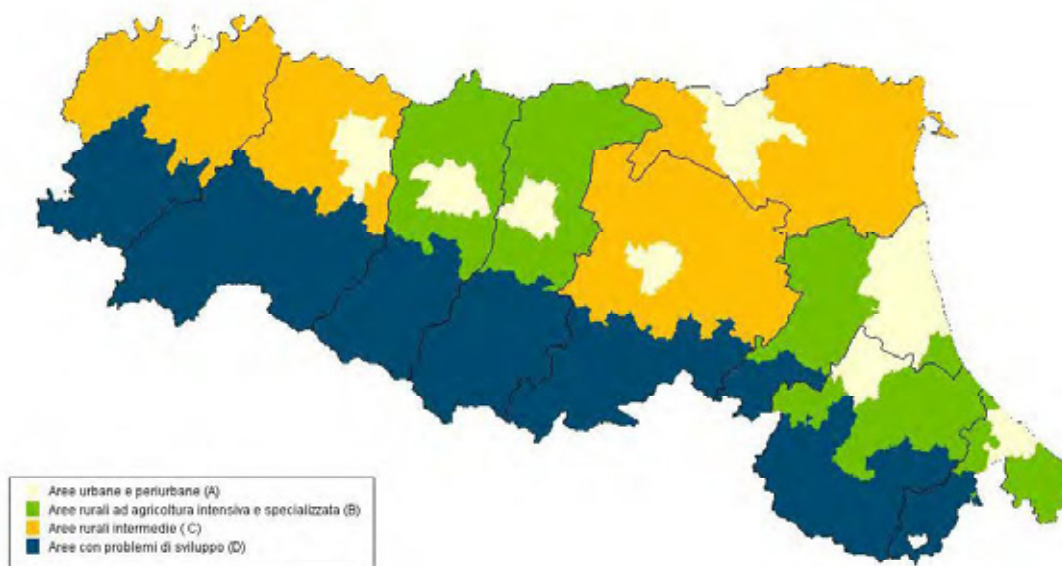 Aree urbane e periurbane (A)
Aree rurali ad agricoltura intensiva e specializzata (B)
Aree rurali intermedie ( C)
Aree con problemi di sviluppo (D)